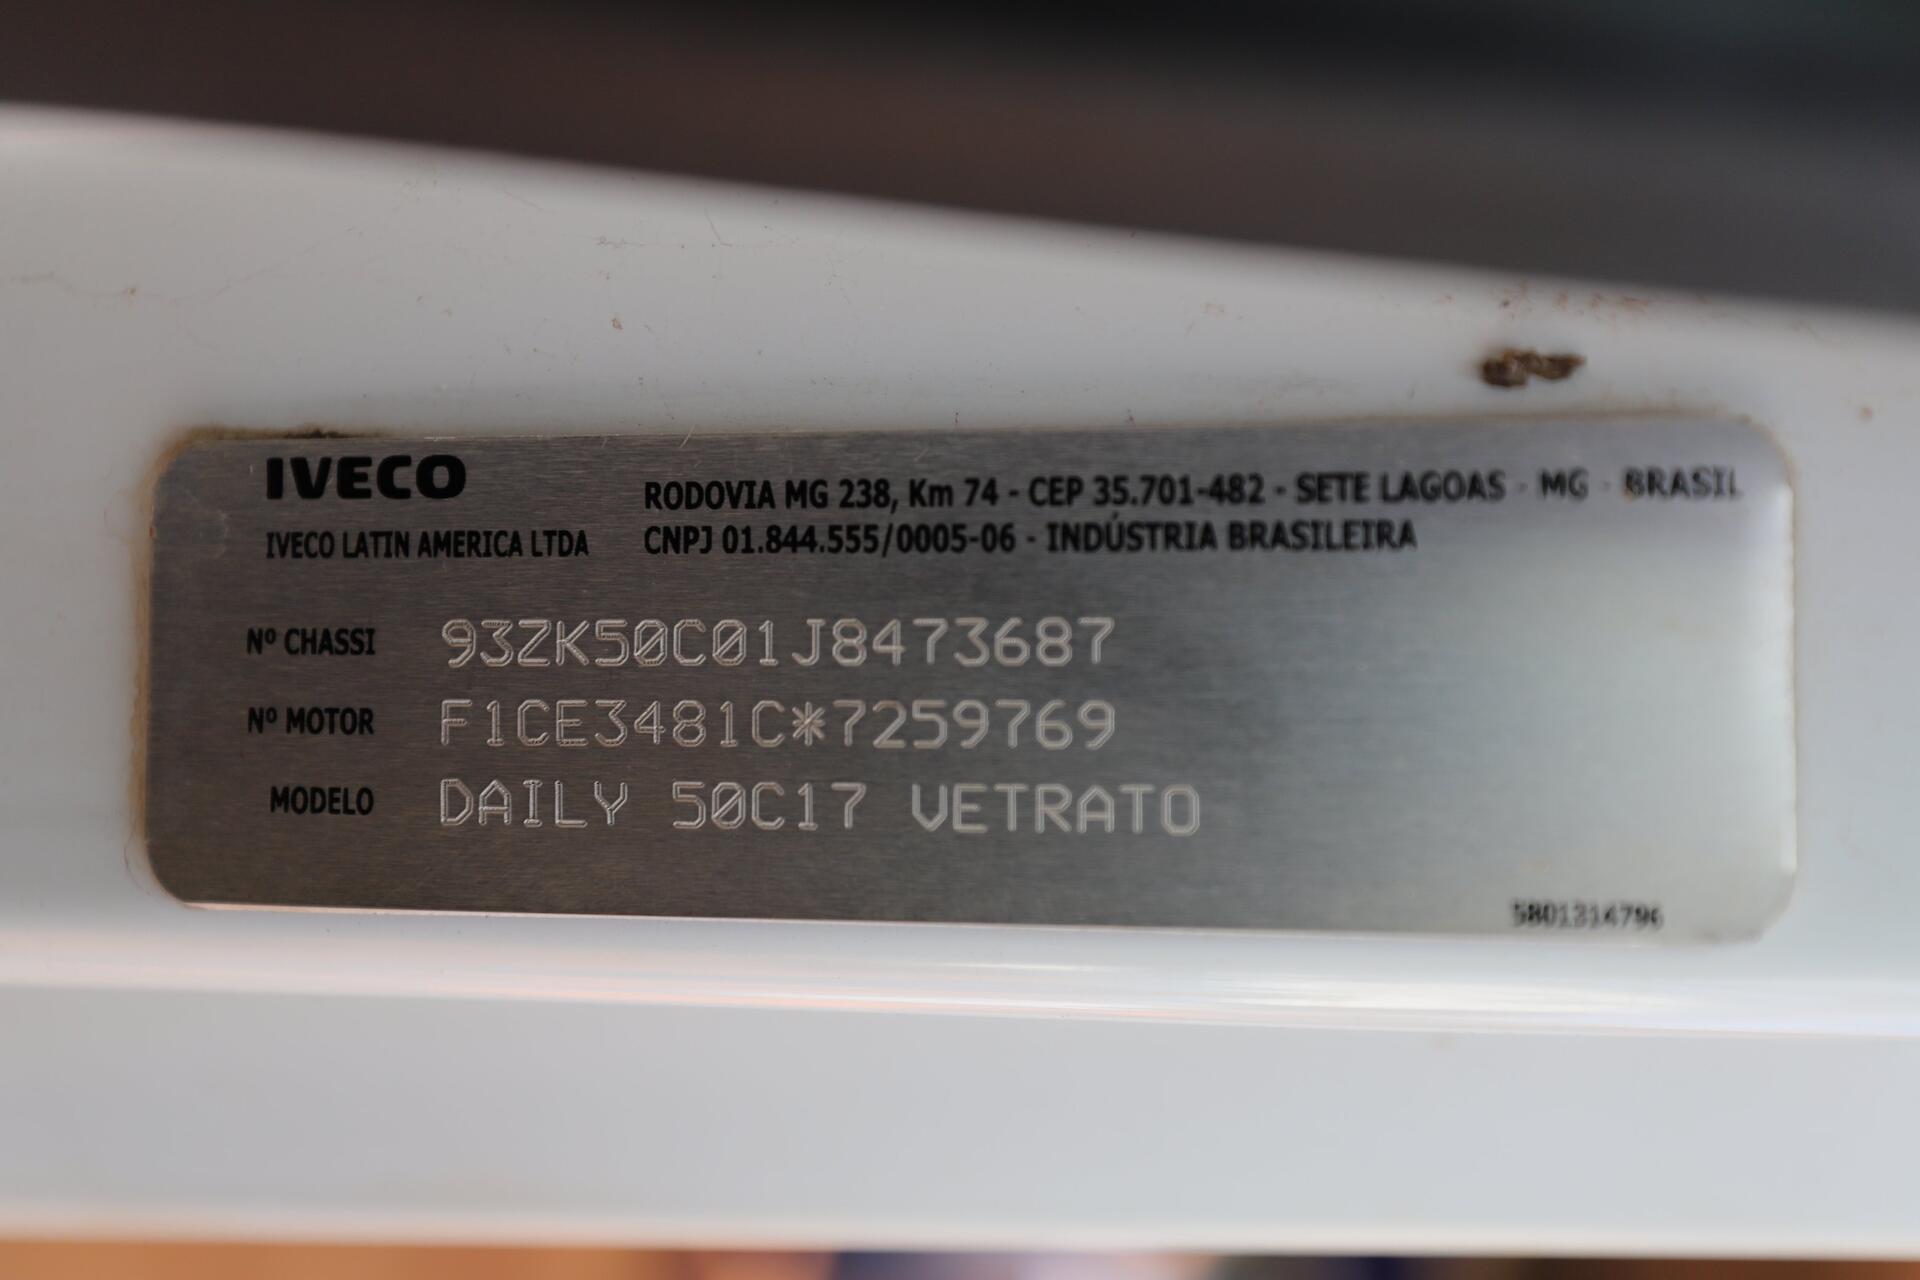 IVECO
IVECO LATIN AMERICA LTDA
RODOVIA MG 238, Km 74 - CEP 35.701-482 - SETE LAGOAS - MG - BRASIL
CNPJ 01.844.555/0005-06 - INDÚSTRIA BRASILEIRA
Nº CHASSI 93ZK50C01J8473687
Nº MOTOR F1CE3481C*7259769
MODELO DAILY 50C17 VETRATO
5801314796